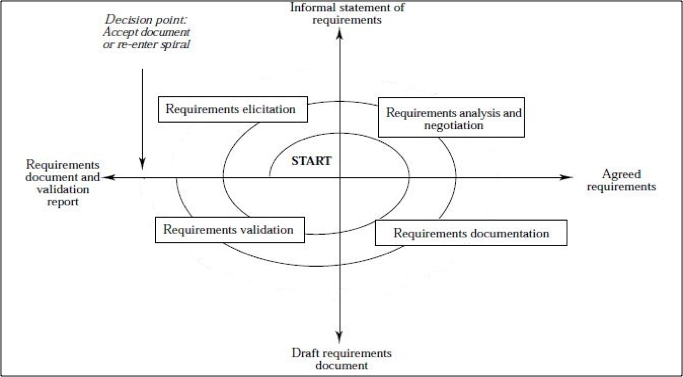 Decision point:
Accept document
or re-enter spiral
Informal statement of
requirements
Requirements elicitation
Requirements analysis and
negotiation
START
Requirements
document and
validation
report
Agreed
requirements
Requirements validation
Requirements documentation
Draft requirements
document